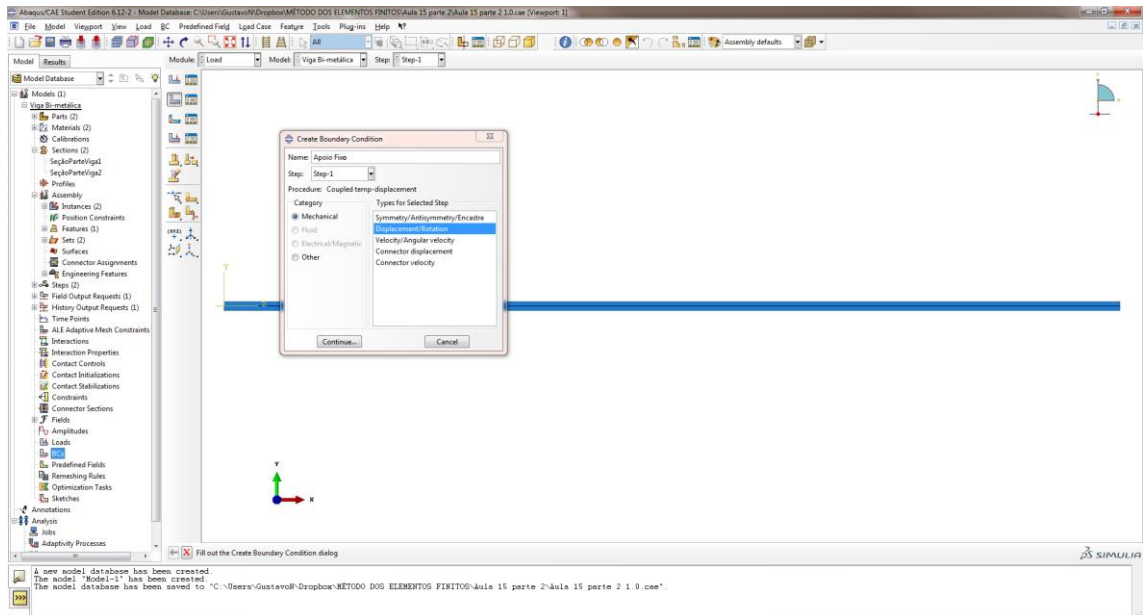 Abaqus/CAE Student Edition 6.12-2 - Model Database: C:\Users\GustavoN\Dropbox\MÉTODO DOS ELEMENTOS FINITOS\Aula 15 parte 2\Aula 15 parte 2 1.0.cae [Viewport: 1]
File Model Viewport View Load BC Predefined Field Load Case Feature Tools Plug-ins Help
All Assembly defaults
Model Results
Module: Load Model: Viga Bi-metálica Step: Step-1
Model Database
Models (1)
Viga Bi-metálica
Parts (2)
Materials (2)
Calibrations
Sections (2)
SeçãoParteViga1
SeçãoParteViga2
Profiles
Assembly
Instances (2)
Position Constraints
Features (1)
Sets (2)
Surfaces
Connector Assignments
Engineering Features
Steps (2)
Field Output Requests (1)
History Output Requests (1)
Time Points
ALE Adaptive Mesh Constraints
Interactions
Interaction Properties
Contact Controls
Contact Initializations
Contact Stabilizations
Constraints
Connector Sections
Fields
Amplitudes
Loads
BCs
Predefined Fields
Remeshing Rules
Optimization Tasks
Sketches
Annotations
Analysis
Jobs
Adaptivity Processes
Create Boundary Condition
Name: Apoio Fixo
Step: Step-1
Procedure: Coupled temp-displacement
Category
Mechanical
Fluid
Electrical/Magnetic
Other
Types for Selected Step
Symmetry/Antisymmetry/Encastre
Displacement/Rotation
Velocity/Angular velocity
Connector displacement
Connector velocity
Continue... Cancel
Y
Y
X
Fill out the Create Boundary Condition dialog
SIMULIA
A new model database has been created.
The model "Model-1" has been created.
The model database has been saved to "C:\Users\GustavoN\Dropbox\MÉTODO DOS ELEMENTOS FINITOS\Aula 15 parte 2\Aula 15 parte 2 1.0.cae".